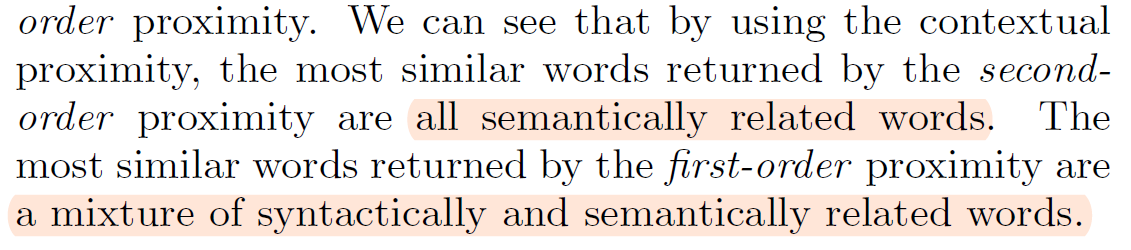 order proximity. We can see that by using the contextual
proximity, the most similar words returned by the second-
order proximity are all semantically related words. The
most similar words returned by the first-order proximity are
a mixture of syntactically and semantically related words.